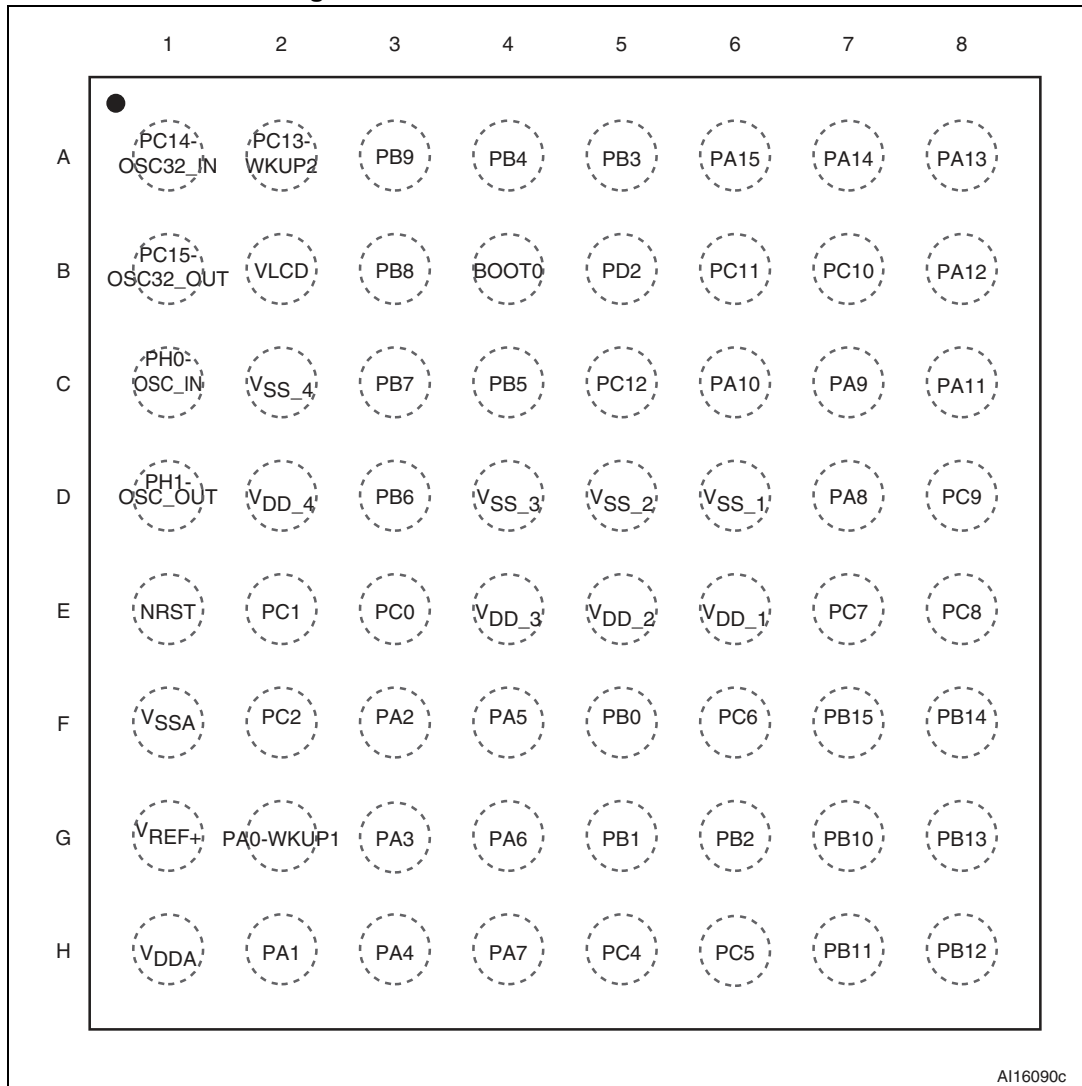 1 2 3 4 5 6 7 8
A PC14-OSC32_IN PC13-WKUP2 PB9 PB4 PB3 PA15 PA14 PA13
B PC15-OSC32_OUT VLCD PB8 BOOT0 PD2 PC11 PC10 PA12
C PH0-OSC_IN VSS_4 PB7 PB5 PC12 PA10 PA9 PA11
D PH1-OSC_OUT VDD_4 PB6 VSS_3 VSS_2 VSS_1 PA8 PC9
E NRST PC1 PC0 VDD_3 VDD_2 VDD_1 PC7 PC8
F VSSA PC2 PA2 PA5 PB0 PC6 PB15 PB14
G VREF+ PA0-WKUP1 PA3 PA6 PB1 PB2 PB10 PB13
H VDDA PA1 PA4 PA7 PC4 PC5 PB11 PB12
AI16090c